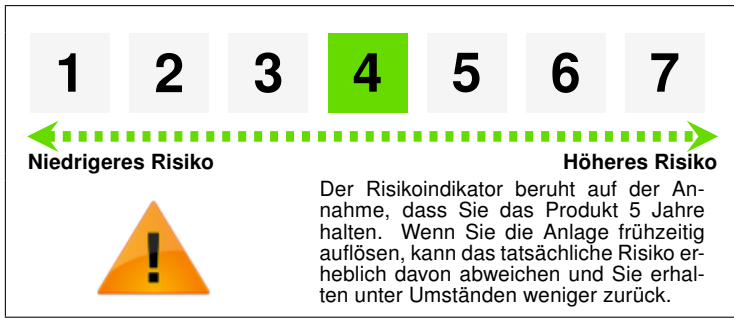 1 2 3 4 5 6 7
Niedrigeres Risiko Höheres Risiko
Der Risikoindikator beruht auf der An-
nahme, dass Sie das Produkt 5 Jahre
halten. Wenn Sie die Anlage frühzeitig
auflösen, kann das tatsächliche Risiko er-
heblich davon abweichen und Sie erhal-
ten unter Umständen weniger zurück.